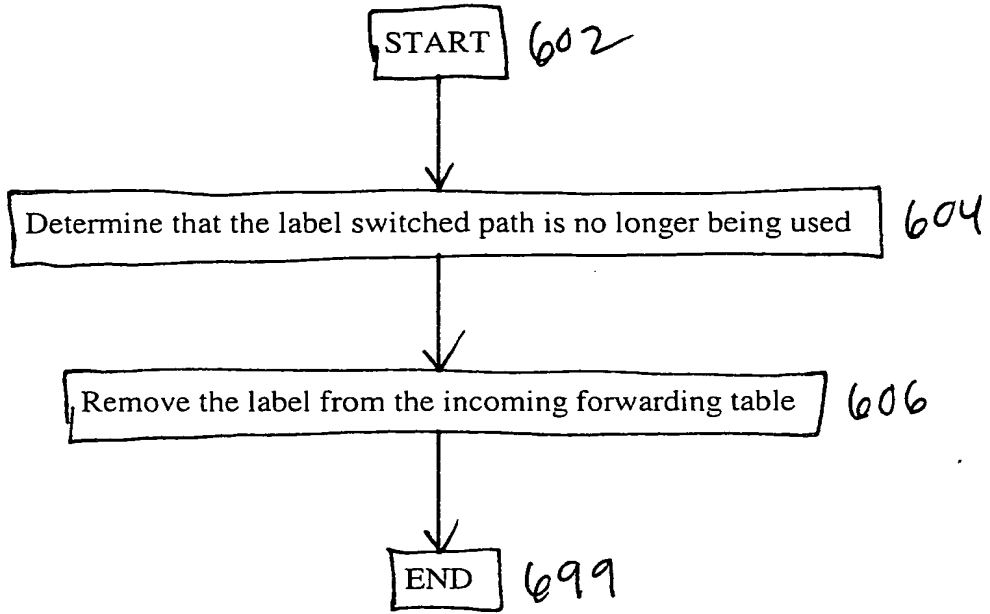 START 602
Determine that the label switched path is no longer being used 604
Remove the label from the incoming forwarding table 606
END 699